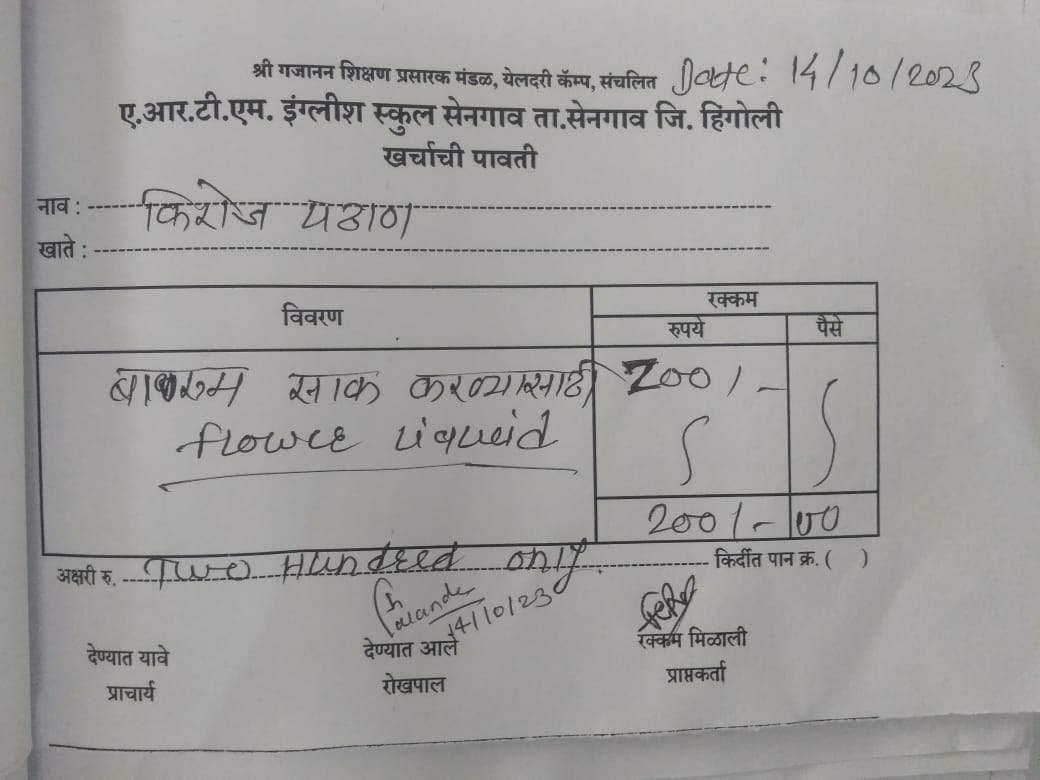 श्री गजानन शिक्षण प्रसारक मंडळ, येलदरी कॅम्प, संचलित Date: 14/10/2023
ए.आर.टी.एम. इंग्लीश स्कुल सेनगाव ता.सेनगाव जि. हिंगोली
खर्चाची पावती
नाव : किरोज पठाण
खाते :
विवरण रक्कम
रुपये पैसे
बाथरुम साफ करण्यासाठी 200/-
200/- 00
अक्षरी रु. Two Hundred only. किर्दीत पान क्र. ( )
14/10/23
देण्यात यावे देण्यात आले रक्कम मिळाली
प्राचार्य रोखपाल प्राप्तकर्ता